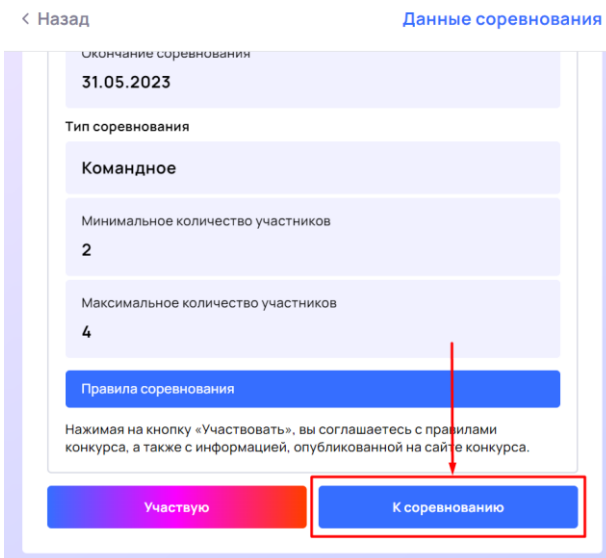 < Назад
Данные соревнования
Окончание соревнования
31.05.2023
Тип соревнования
Командное
Минимальное количество участников
2
Максимальное количество участников
4
Правила соревнования
Нажимая на кнопку «Участвовать», вы соглашаетесь с правилами
конкурса, а также с информацией, опубликованной на сайте конкурса.
Участвую
К соревнованию